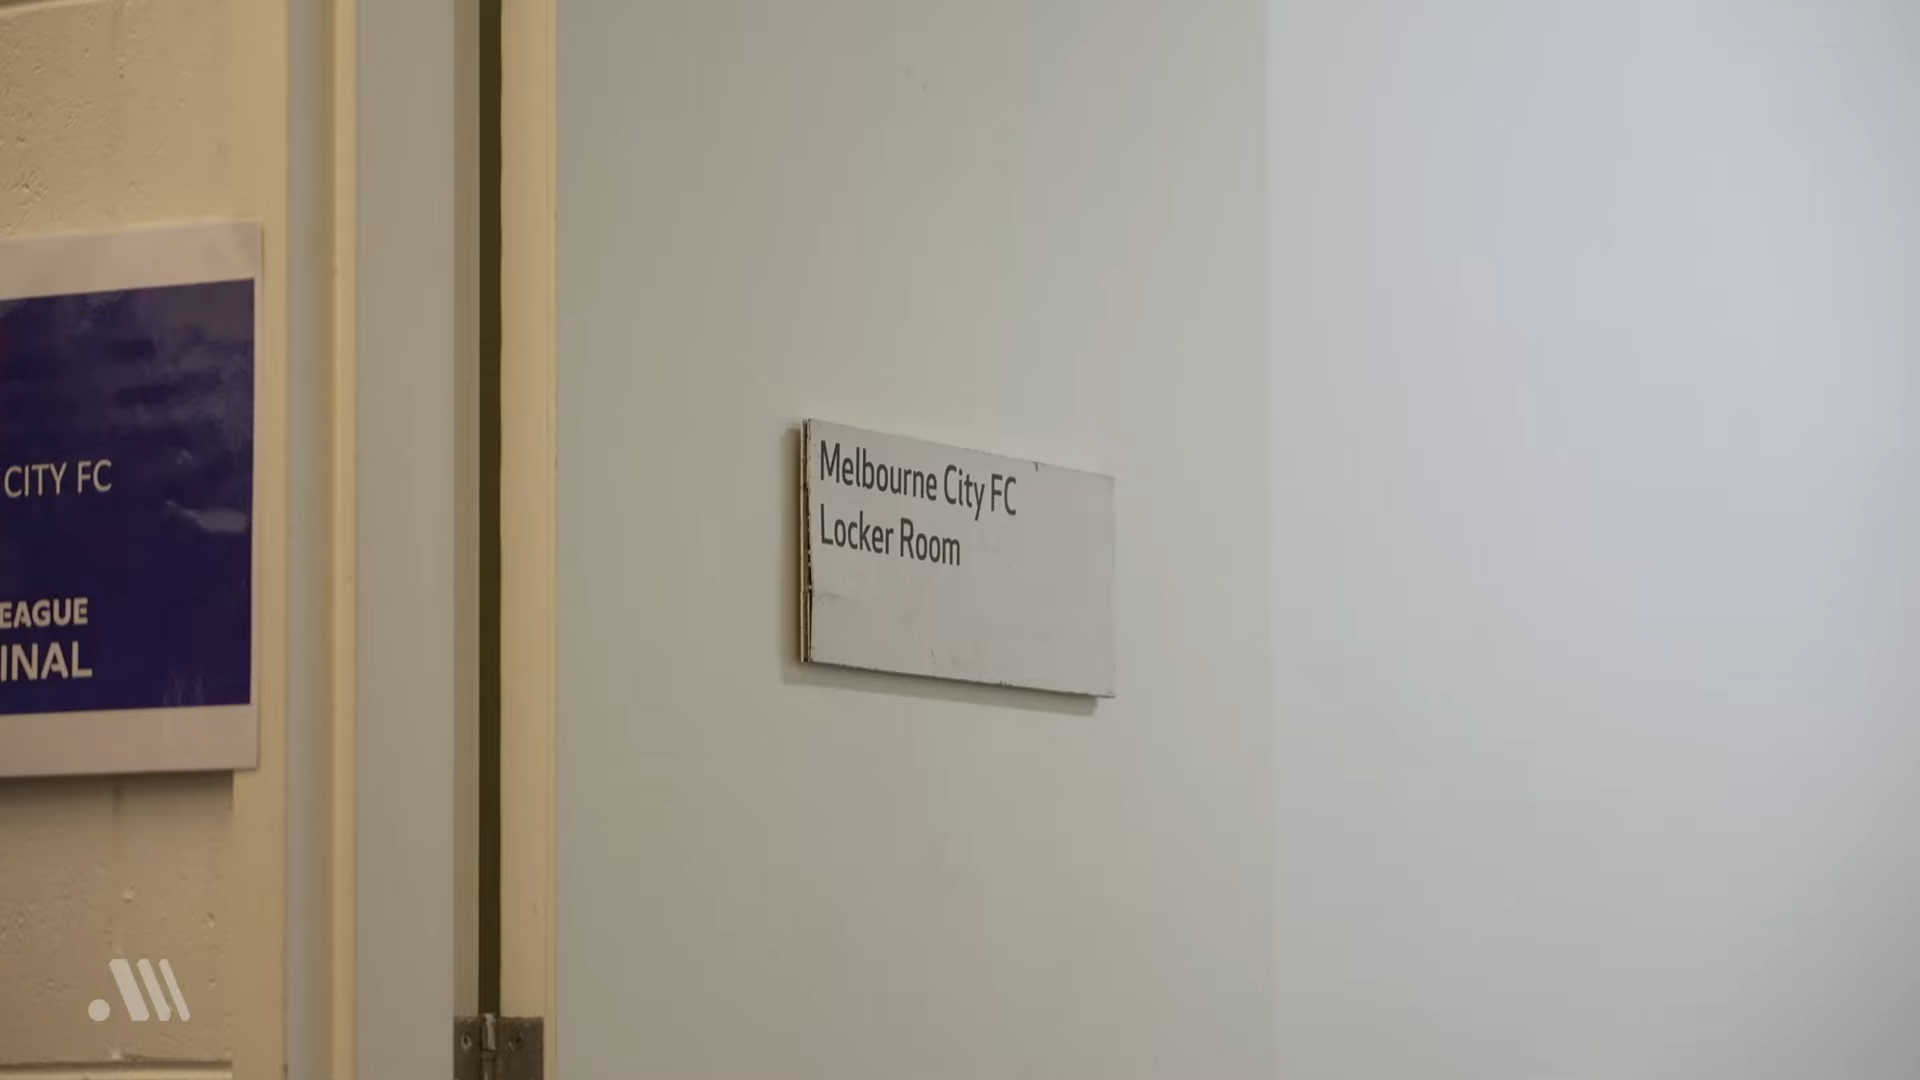 CITY FC
EAGUE
INAL
Melbourne City FC
Locker Room